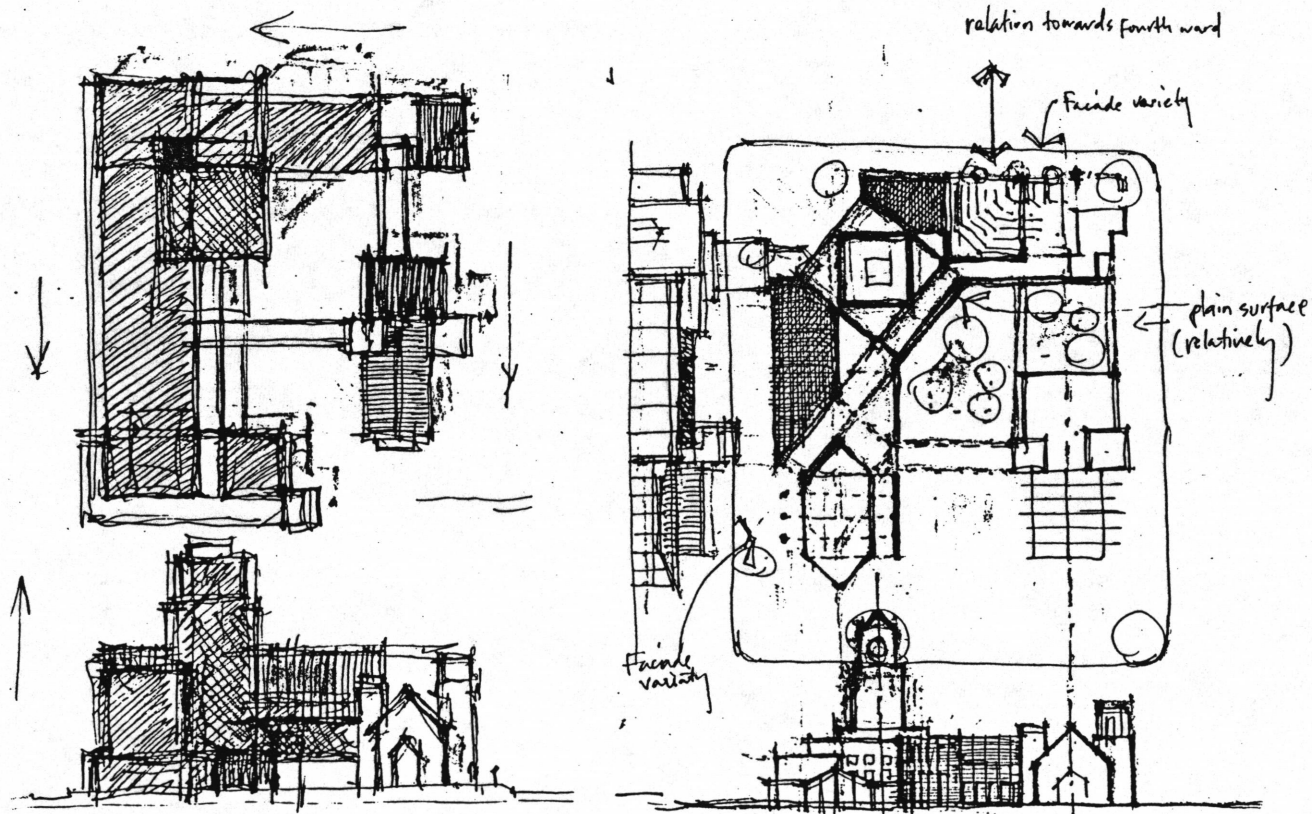 relation towards Fourth ward
Facade variety
plain surface
(relatively)
Facade
variety